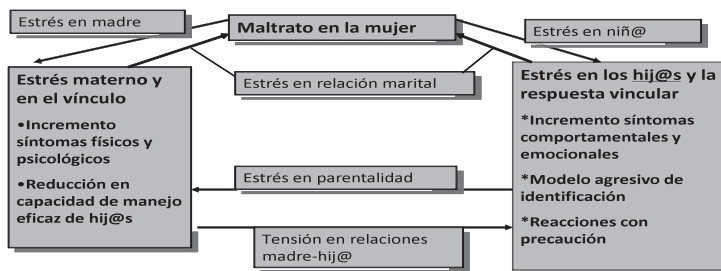 Estrés en madre
Maltrato en la mujer
Estrés en niñ@
Estrés en relación marital
Estrés materno y
en el vínculo
•Incremento
síntomas físicos y
psicológicos
•Reducción en
capacidad de manejo
eficaz de hij@s
Estrés en parentalidad
Tensión en relaciones
madre-hij@
Estrés en los hij@s y la
respuesta vincular
*Incremento síntomas
comportamentales y
emocionales
*Modelo agresivo de
identificación
*Reacciones con
precaución